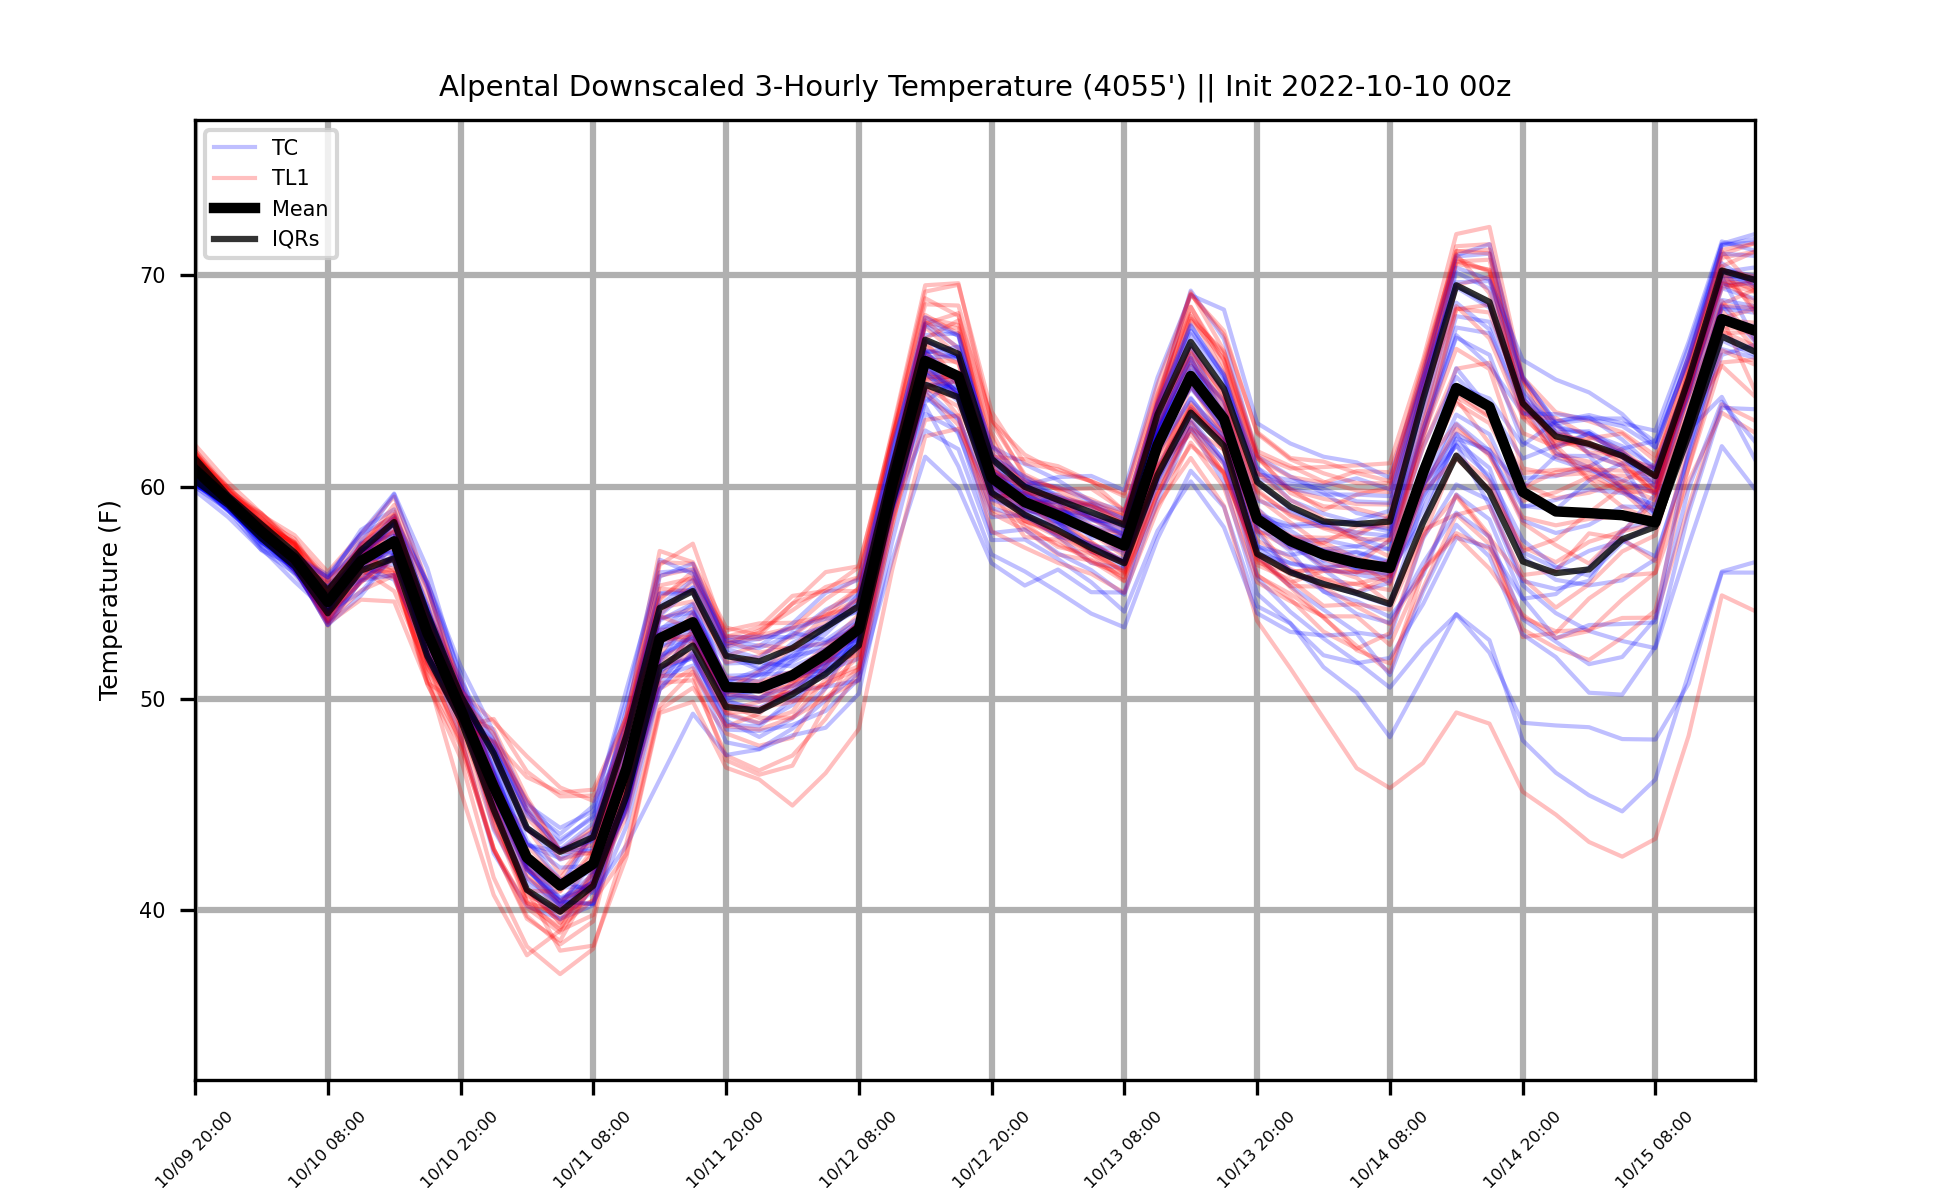 Alpental Downscaled 3-Hourly Temperature (4055') || Init 2022-10-10 00z
TC
TL1
Mean
IQRs
Temperature (F)
70
60
50
40
10/09 20:00
10/10 08:00
10/10 20:00
10/11 08:00
10/11 20:00
10/12 08:00
10/12 20:00
10/13 08:00
10/13 20:00
10/14 08:00
10/14 20:00
10/15 08:00